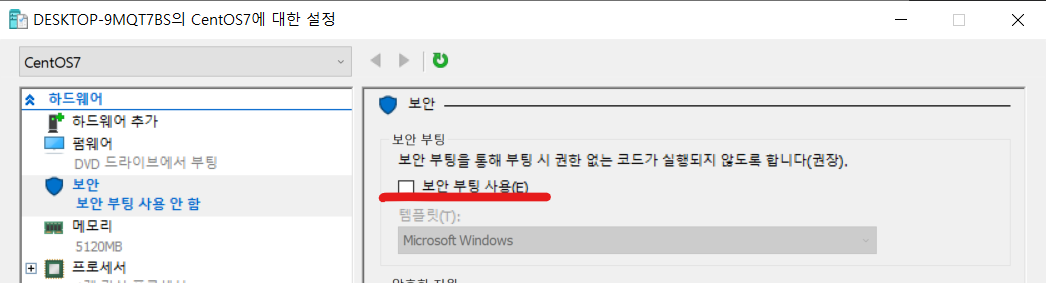 DESKTOP-9MQT7BS의 CentOS7에 대한 설정
CentOS7
하드웨어
하드웨어 추가
펌웨어
DVD 드라이브에서 부팅
보안
보안 부팅 사용 안 함
메모리
5120MB
프로세서
보안
보안 부팅
보안 부팅을 통해 부팅 시 권한 없는 코드가 실행되지 않도록 합니다(권장).
보안 부팅 사용(E)
템플릿(T):
Microsoft Windows